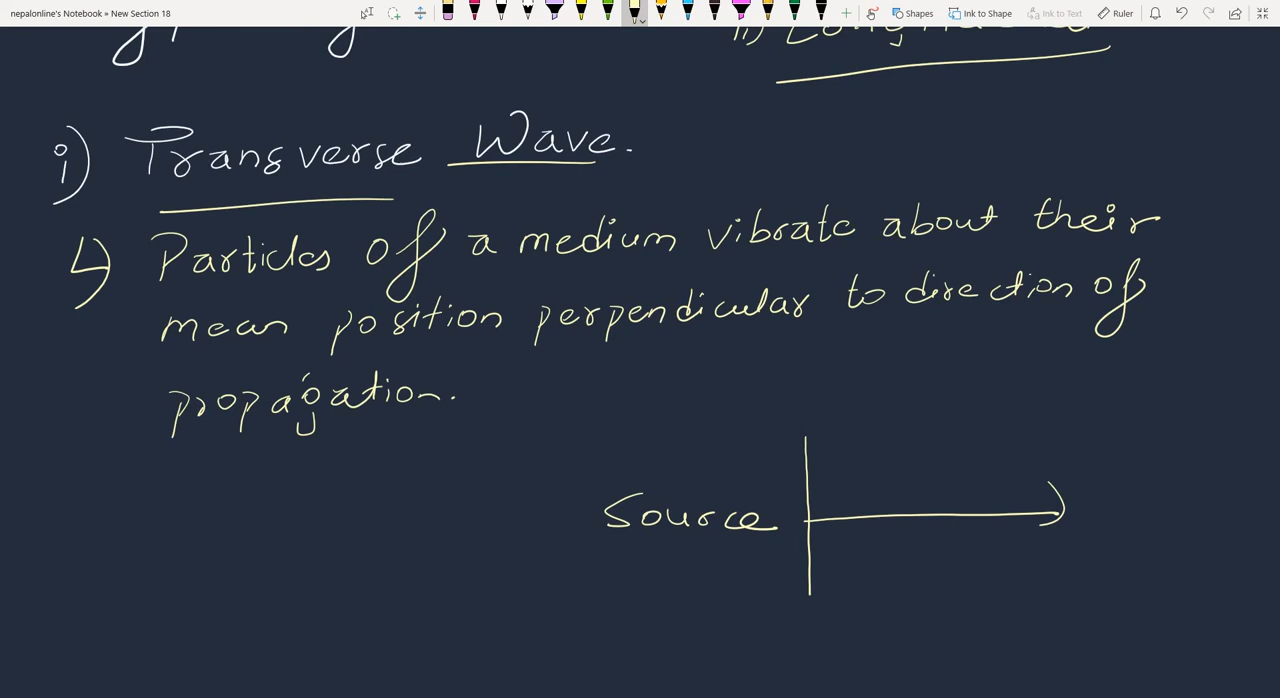 nepalonline's Notebook » New Section 18
Shapes Ink to Shape Ink to Text Ruler
i) Transverse Wave.
Particles of a medium vibrate about their
mean position perpendicular to direction of
propagation.
Source